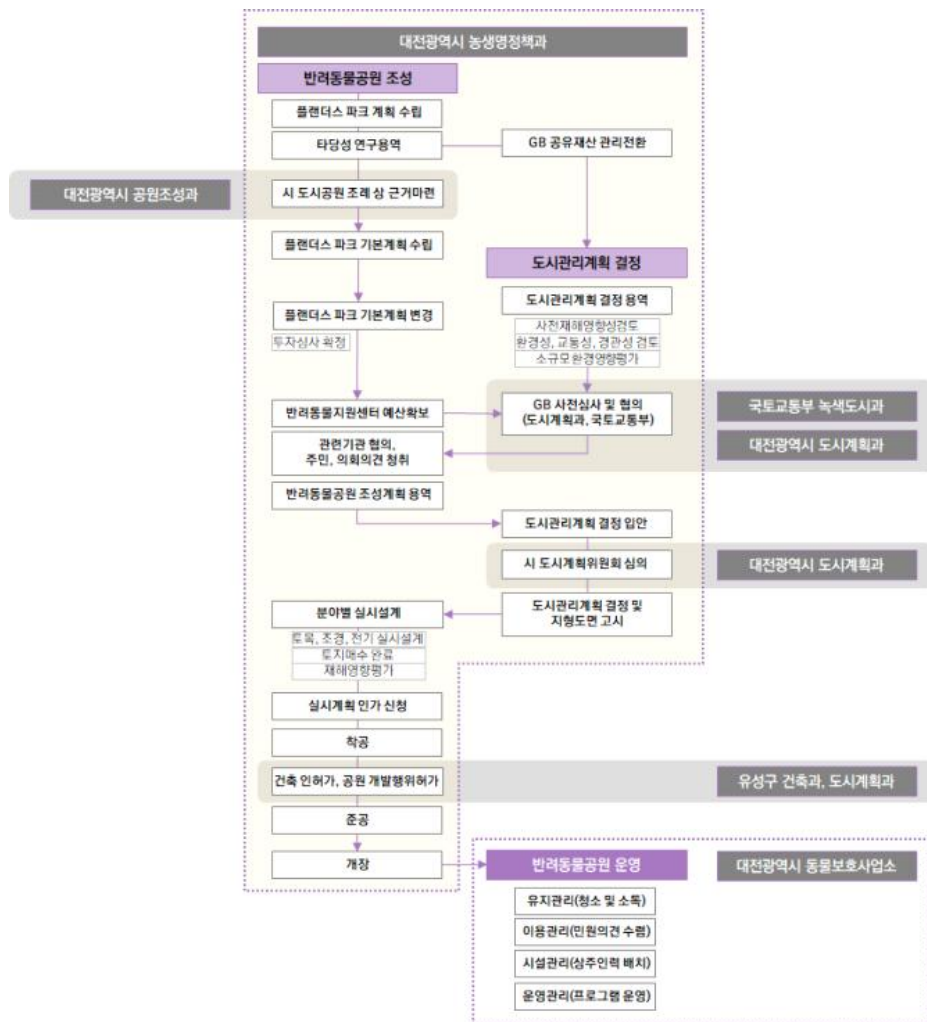 대전광역시 농생명정책과
반려동물공원 조성
플랜더스 파크 계획 수립
타당성 연구용역
GB 공유재산 관리전환
대전광역시 공원조성과
시 도시공원 조례 상 근거마련
플랜더스 파크 기본계획 수립
도시관리계획 결정
도시관리계획 결정 용역
사전재해영향성검토
환경성, 교통성, 경관성 검토
소규모환경영향평가
플랜더스 파크 기본계획 변경
투자심사 확정
반려동물지원센터 예산확보
GB 사전심사 및 협의
(도시계획과, 국토교통부)
국토교통부 녹색도시과
대전광역시 도시계획과
관련기관 협의,
주민, 의회의견 청취
반려동물공원 조성계획 용역
도시관리계획 결정 입안
시 도시계획위원회 심의
대전광역시 도시계획과
분야별 실시설계
도시관리계획 결정 및
지형도면 고시
토목, 조경, 전기 실시설계
토지매수 완료
재해영향평가
실시계획 인가 신청
착공
건축 인허가, 공원 개발행위허가
유성구 건축과, 도시계획과
준공
개장
반려동물공원 운영
대전광역시 동물보호사업소
유지관리(청소 및 소독)
이용관리(민원의견 수렴)
시설관리(상주인력 배치)
운영관리(프로그램 운영)